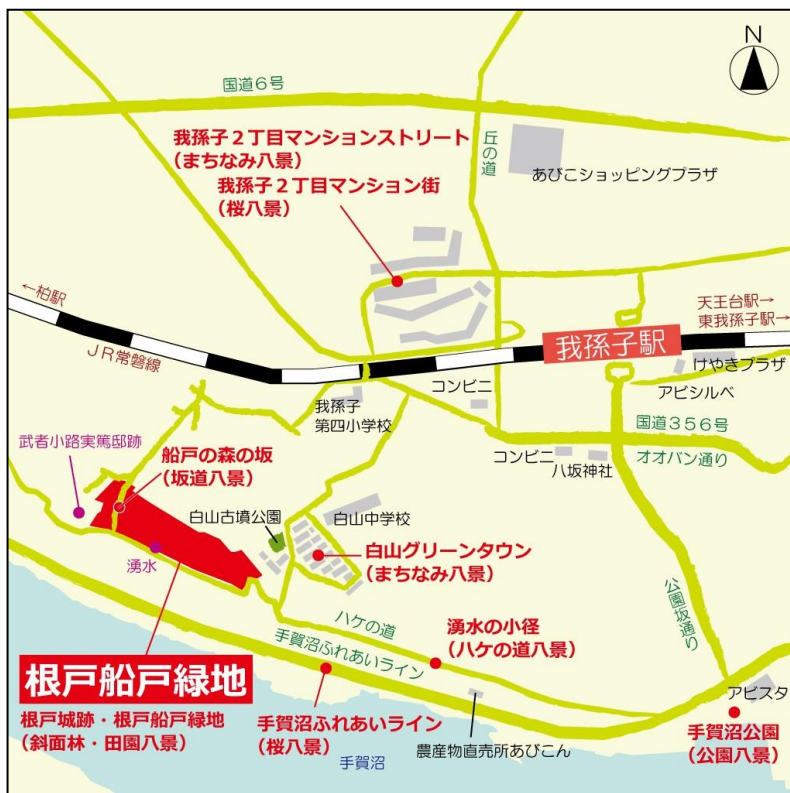 N
国道6号
我孫子2丁目マンションストリート
(まちなみ八景)
我孫子2丁目マンション街
(桜八景)
丘の道
あびこショッピングプラザ
←柏駅
JR常磐線
天王台駅→
東我孫子駅→
我孫子駅
けやきプラザ
アビシルベ
コンビニ
我孫子
第四小学校
国道356号
オオバン通り
コンビニ
八坂神社
武者小路実篤邸跡
船戸の森の坂
(坂道八景)
白山古墳公園
白山中学校
白山グリーンタウン
(まちなみ八景)
湧水
公園坂通り
ハケの道
湧水の小径
(ハケの道八景)
手賀沼ふれあいライン
根戸船戸緑地
根戸城跡・根戸船戸緑地
(斜面林・田園八景)
手賀沼ふれあいライン
(桜八景)
手賀沼
農産物直売所あびこん
アビスタ
手賀沼公園
(公園八景)